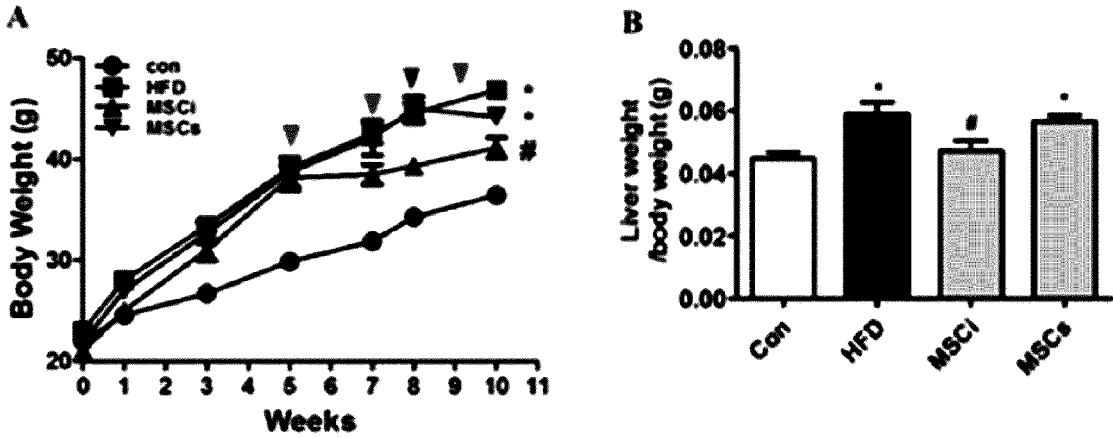 A
50
40
30
20
Body Weight (g)
con
HFD
MSCi
MSCs
*
*
#
0 1 2 3 4 5 6 7 8 9 10 11
Weeks
B
0.08
0.06
0.04
0.02
0.00
Liver weight
/body weight (g)
*
#
*
Con
HFD
MSCi
MSCs